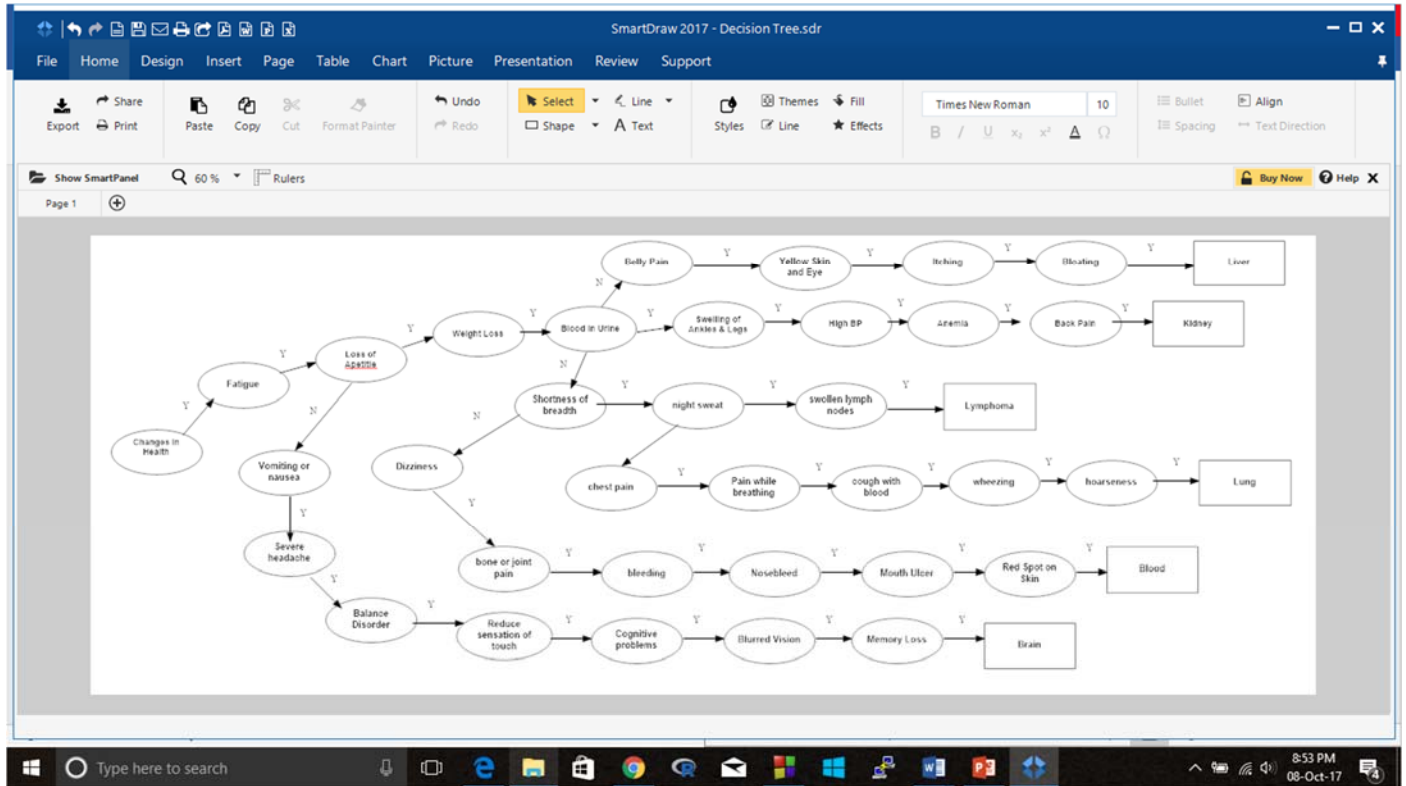 SmartDraw 2017 - Decision Tree.sdr
File Home Design Insert Page Table Chart Picture Presentation Review Support
Export
Share
Print
Paste
Copy
Cut
Format Painter
Undo
Redo
Select
Line
Shape
A Text
Styles
Themes
Fill
Line
Effects
Times New Roman
10
B I U x₂ x² A Ω
Bullet
Align
Spacing
Text Direction
Show SmartPanel
60 %
Rulers
Buy Now
Help X
Page 1
Belly Pain
Y
Yellow Skin
and Eye
Y
Itching
Y
Bloating
Y
Liver
N
Changes in
Health
Y
Fatigue
Y
Loss of
Apetitie
Y
Weight Loss
Y
Blood in Urine
Y
Swelling of
Ankles & Legs
Y
High BP
Y
Anemia
Y
Back Pain
Y
Kidney
N
Shortness of
breadth
Y
night sweat
Y
swollen lymph
nodes
Y
Lymphoma
N
Dizziness
chest pain
Y
Pain while
breathing
Y
cough with
blood
Y
wheezing
Y
hoarseness
Y
Lung
Y
bone or joint
pain
Y
bleeding
Y
Nosebleed
Y
Mouth Ulcer
Y
Red Spot on
Skin
Y
Blood
N
Vomiting or
nausea
Y
Severe
headache
Y
Balance
Disorder
Y
Reduce
sensation of
touch
Y
Cognitive
problems
Y
Blurred Vision
Y
Memory Loss
Y
Brain
Type here to search
8:53 PM
08-Oct-17
4